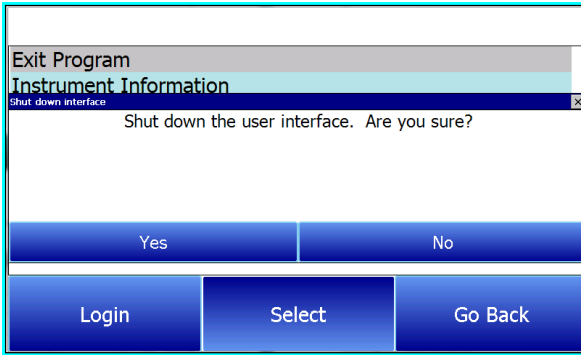 Exit Program
Instrument Information
Shut down interface
Shut down the user interface. Are you sure?
Yes No
Login Select Go Back